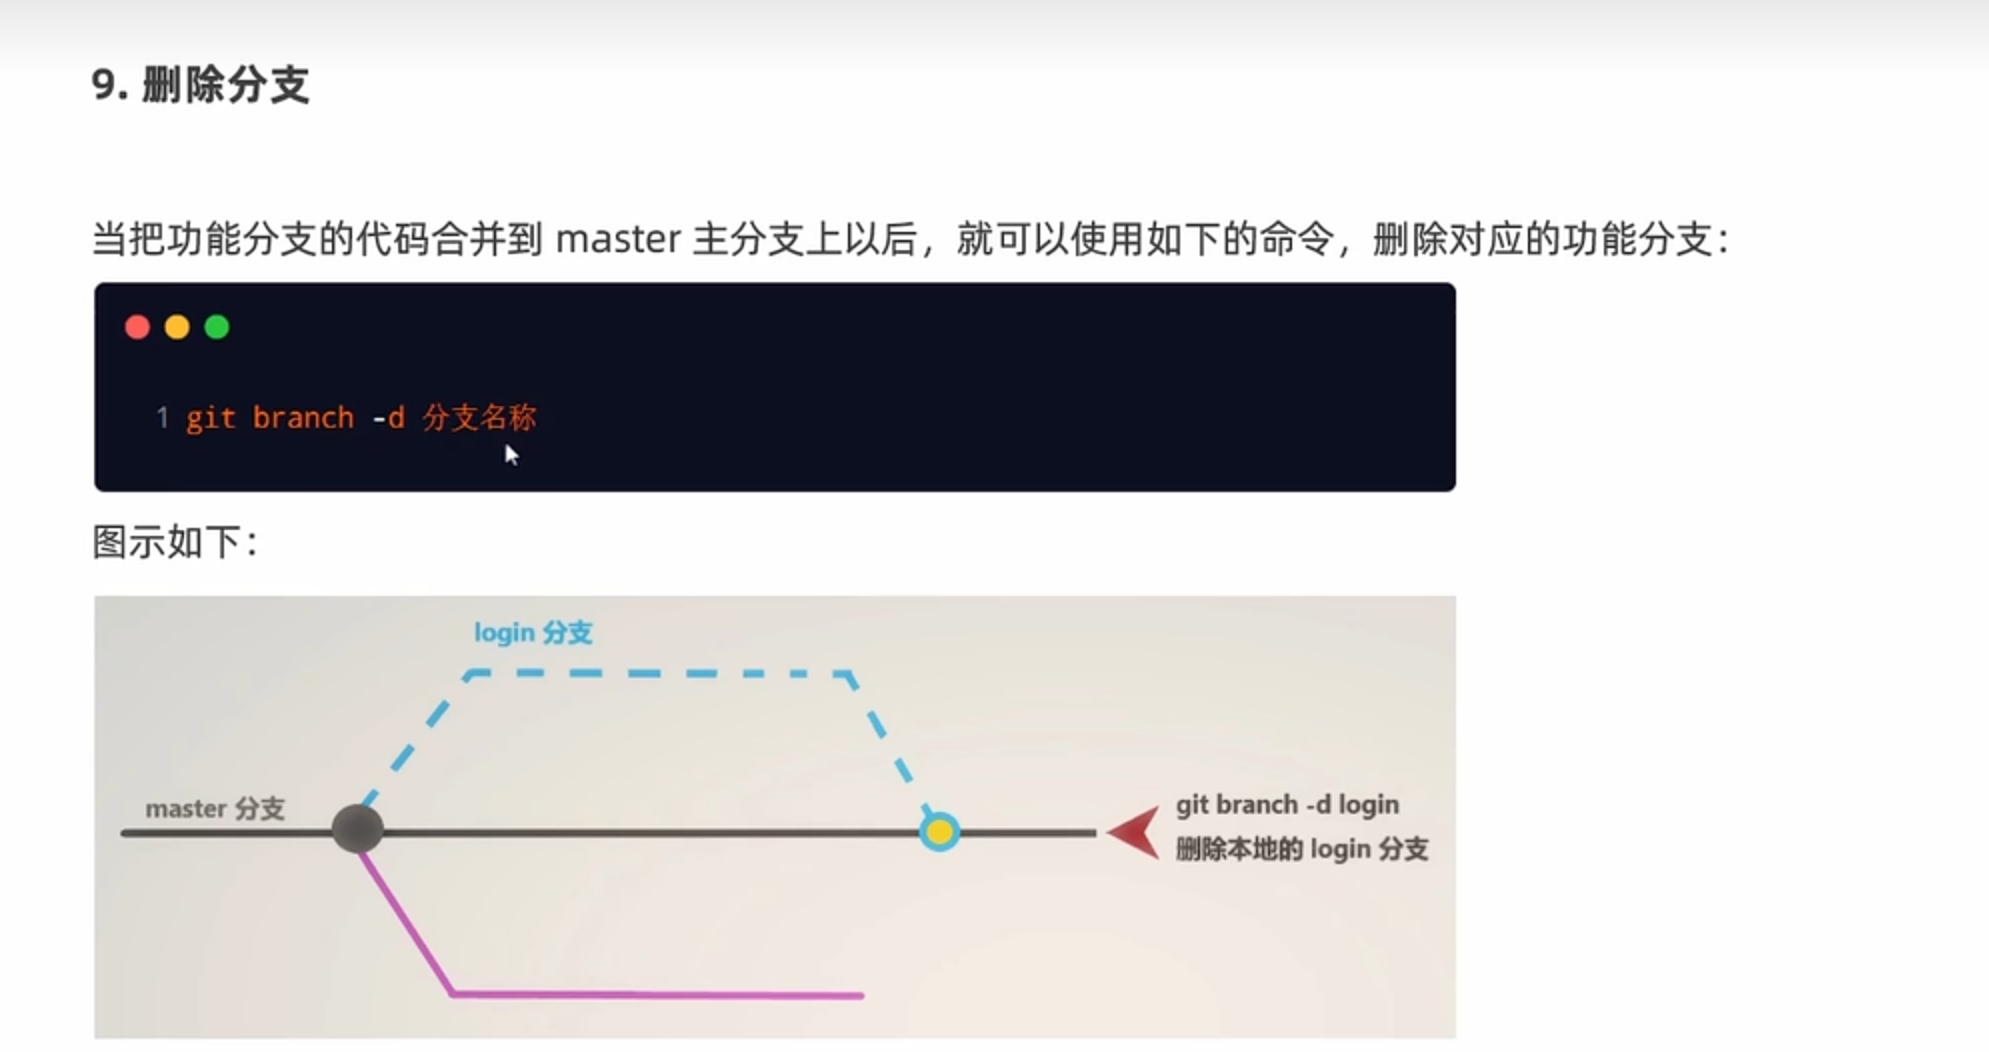 9. 删除分支
当把功能分支的代码合并到 master 主分支上以后，就可以使用如下的命令，删除对应的功能分支：
1 git branch -d 分支名称
图示如下：
login 分支
master 分支
git branch -d login
删除本地的 login 分支